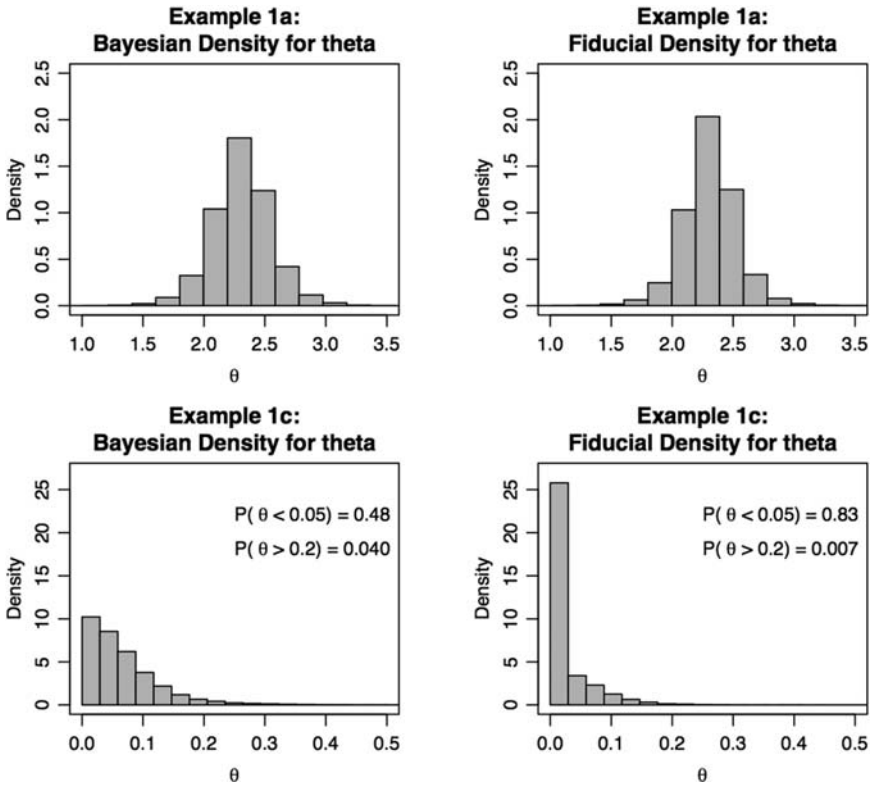 Example 1a:
Bayesian Density for theta
Density
2.5
2.0
1.5
1.0
0.5
0.0
1.0 1.5 2.0 2.5 3.0 3.5
θ
Example 1a:
Fiducial Density for theta
Density
2.5
2.0
1.5
1.0
0.5
0.0
1.0 1.5 2.0 2.5 3.0 3.5
θ
Example 1c:
Bayesian Density for theta
P( θ < 0.05) = 0.48
P( θ > 0.2) = 0.040
Density
25
20
15
10
5
0
0.0 0.1 0.2 0.3 0.4 0.5
θ
Example 1c:
Fiducial Density for theta
P( θ < 0.05) = 0.83
P( θ > 0.2) = 0.007
Density
25
20
15
10
5
0
0.0 0.1 0.2 0.3 0.4 0.5
θ